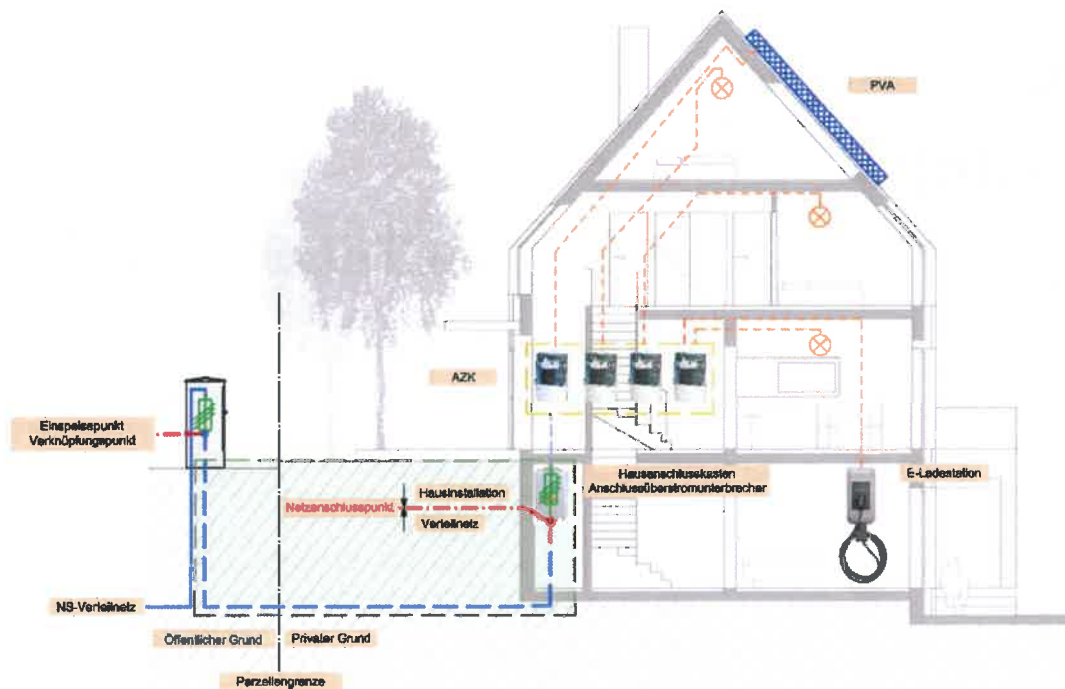 PVA
AZK
Einspeisepunkt
Verknüpfungspunkt
Hausanschlusskasten
Anschlussüberstromunterbrecher
E-Ladestation
Netzanschlusspunkt
Hausinstallation
Verteilnetz
NS-Verteilnetz
Öffentlicher Grund
Privater Grund
Parzellengrenze